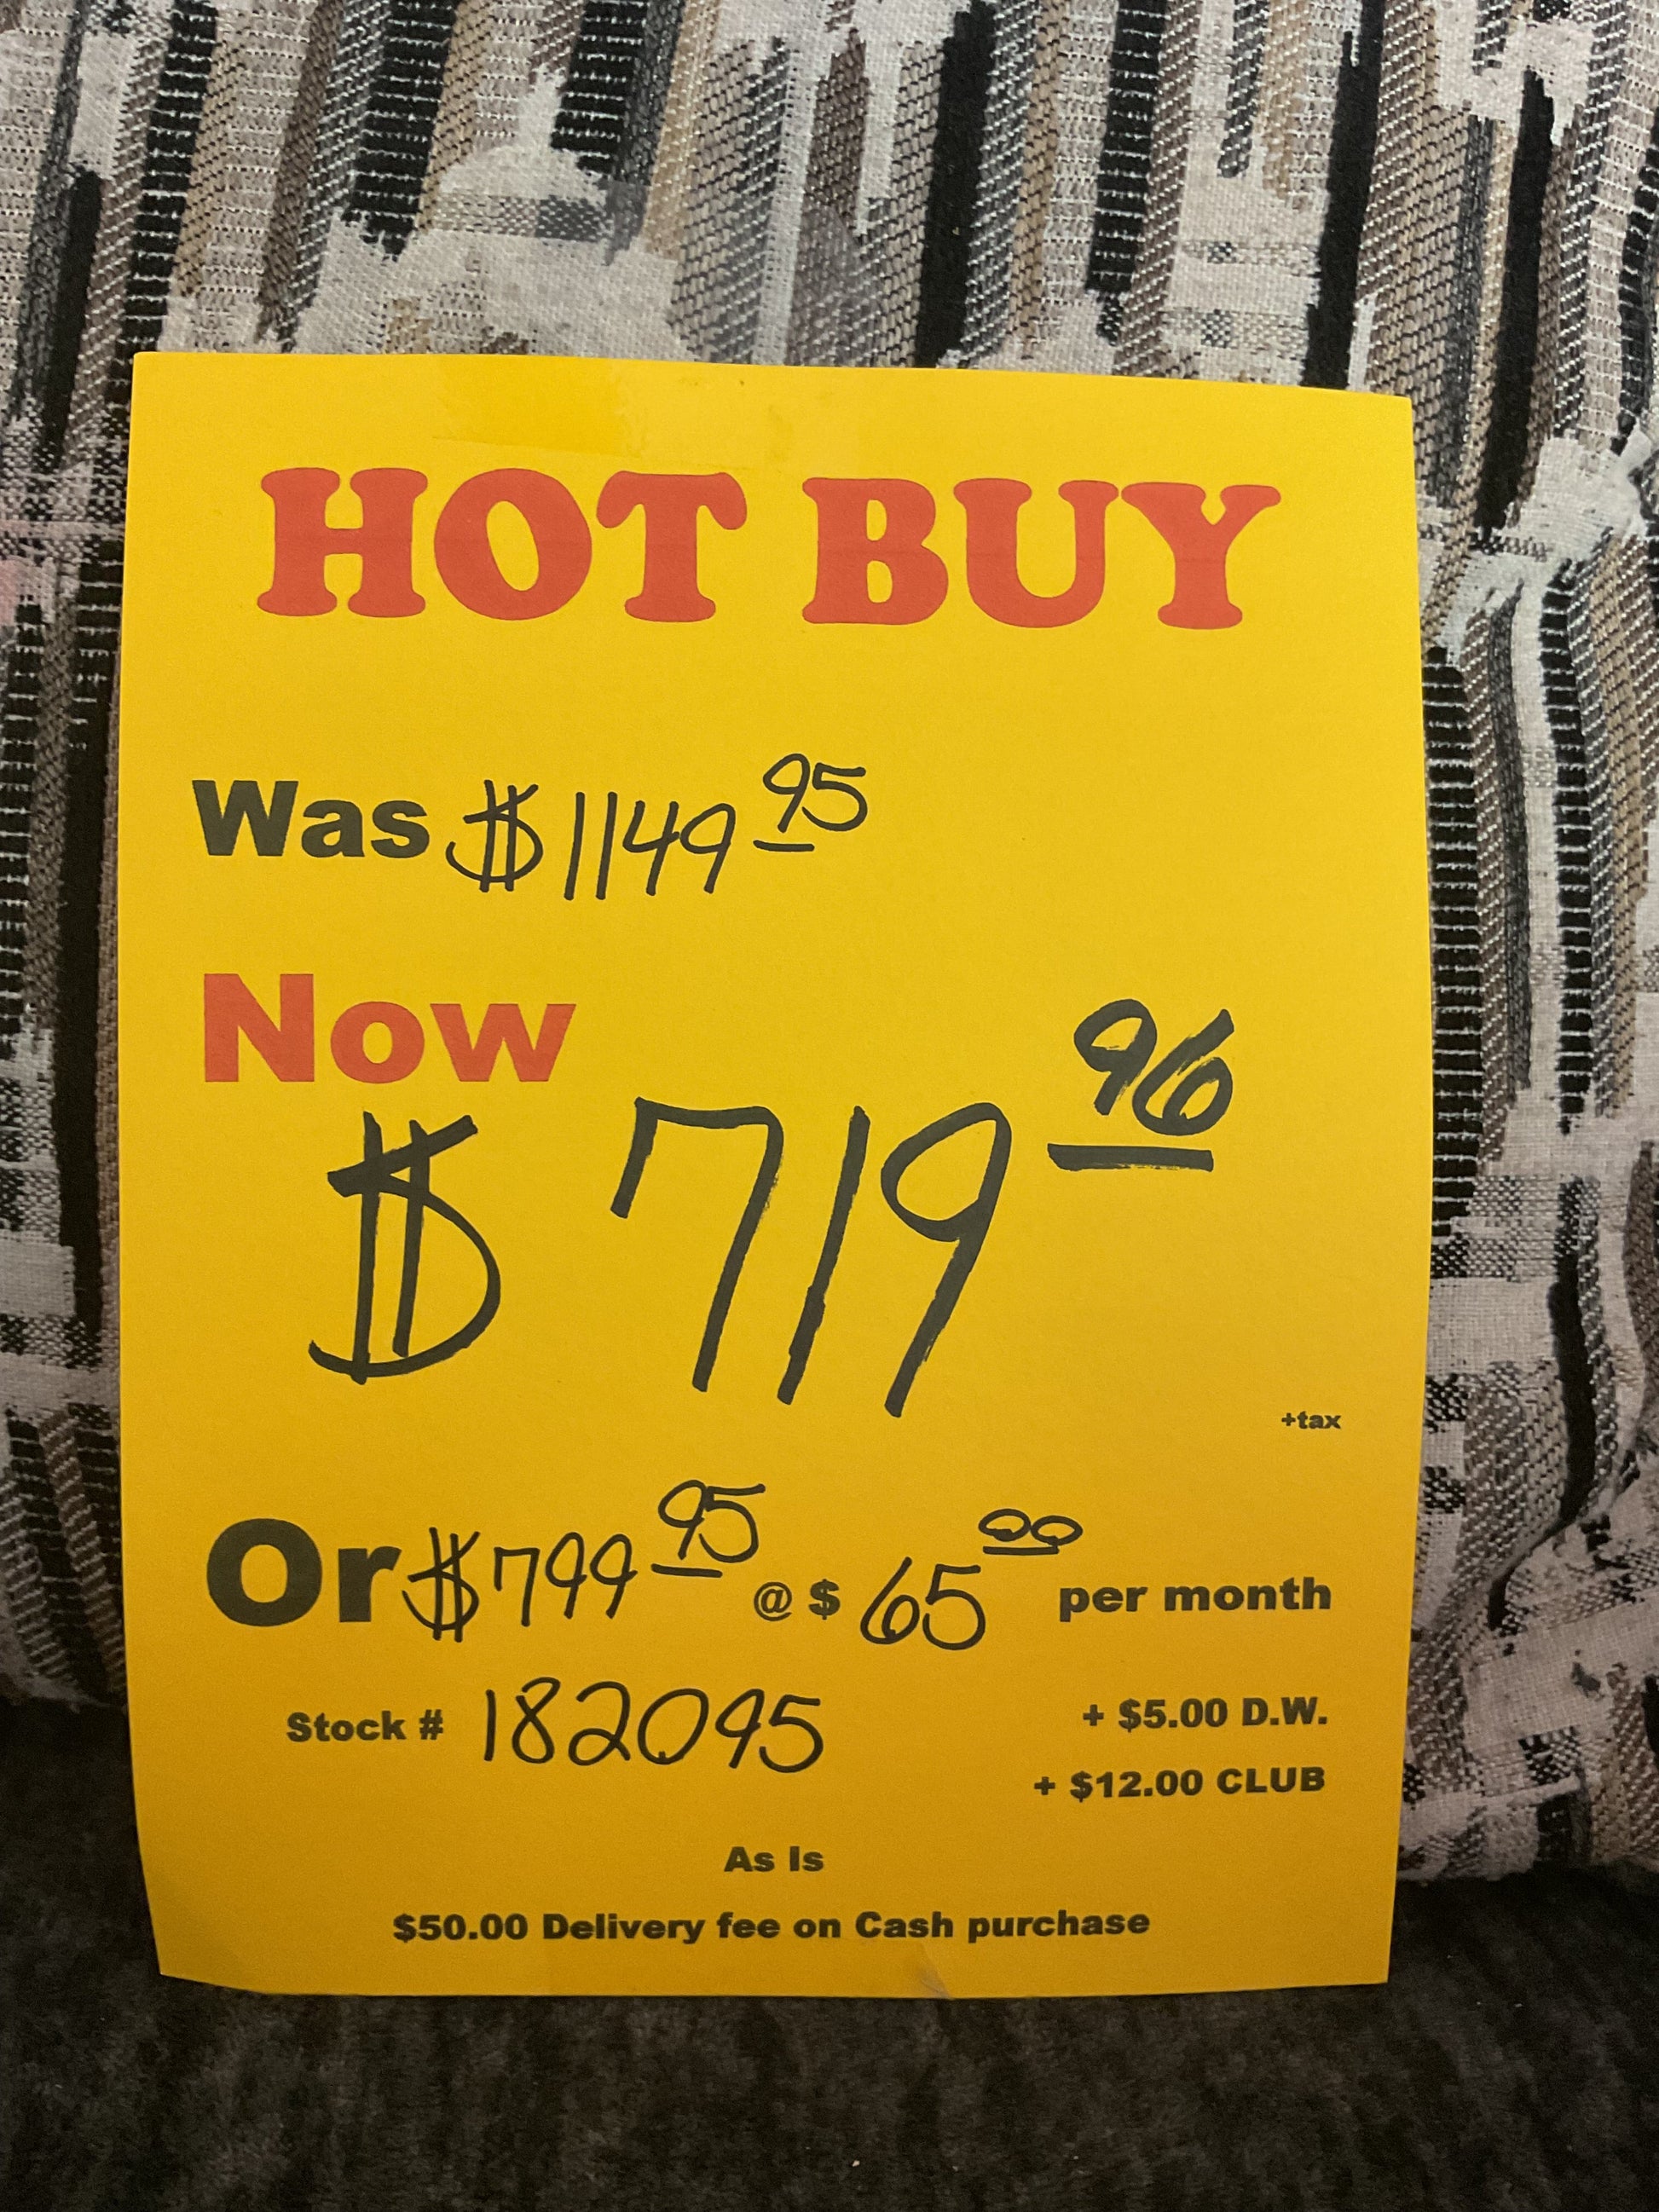 HOT BUY
Was $1149 95
Now
$ 719 96
+tax
Or $799 95 @ $ 65 00 per month
Stock # 182095
+ $5.00 D.W.
+ $12.00 CLUB
As Is
$50.00 Delivery fee on Cash purchase